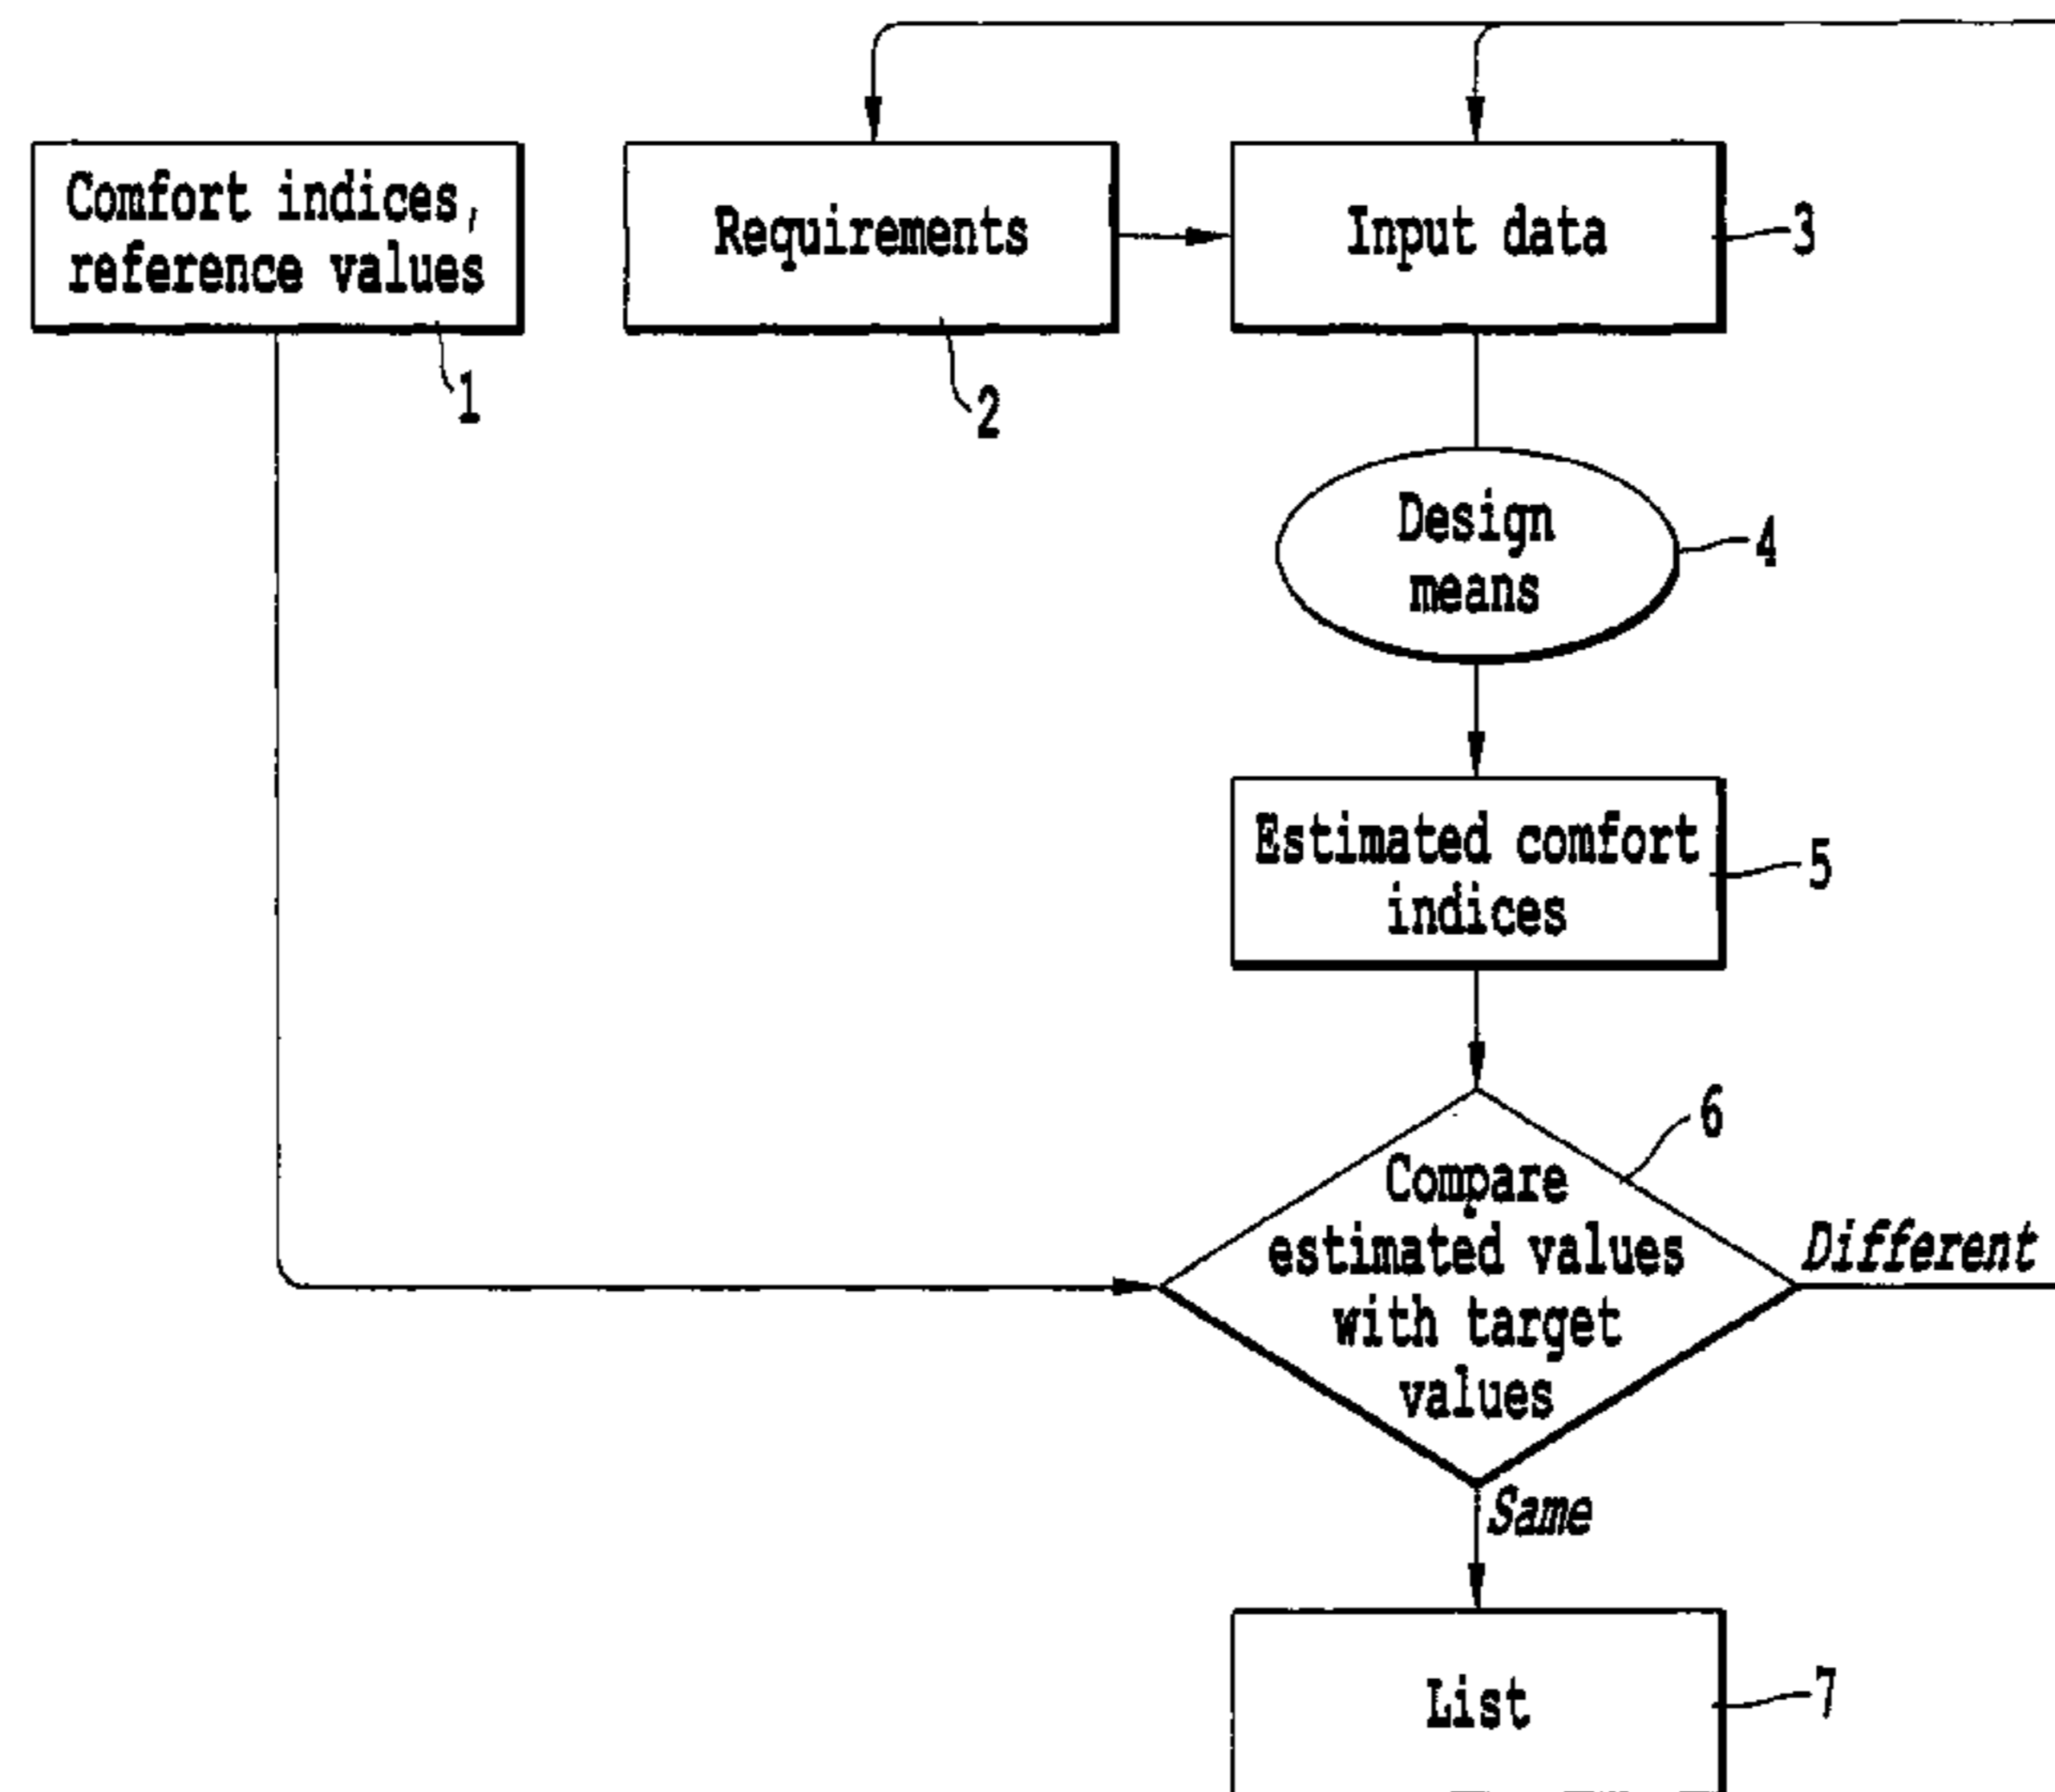 Comfort indices,
reference values
1
Requirements
2
Input data
3
Design
means
4
Estimated comfort
indices
5
Compare
estimated values
with target
values
6
Different
Same
List
7